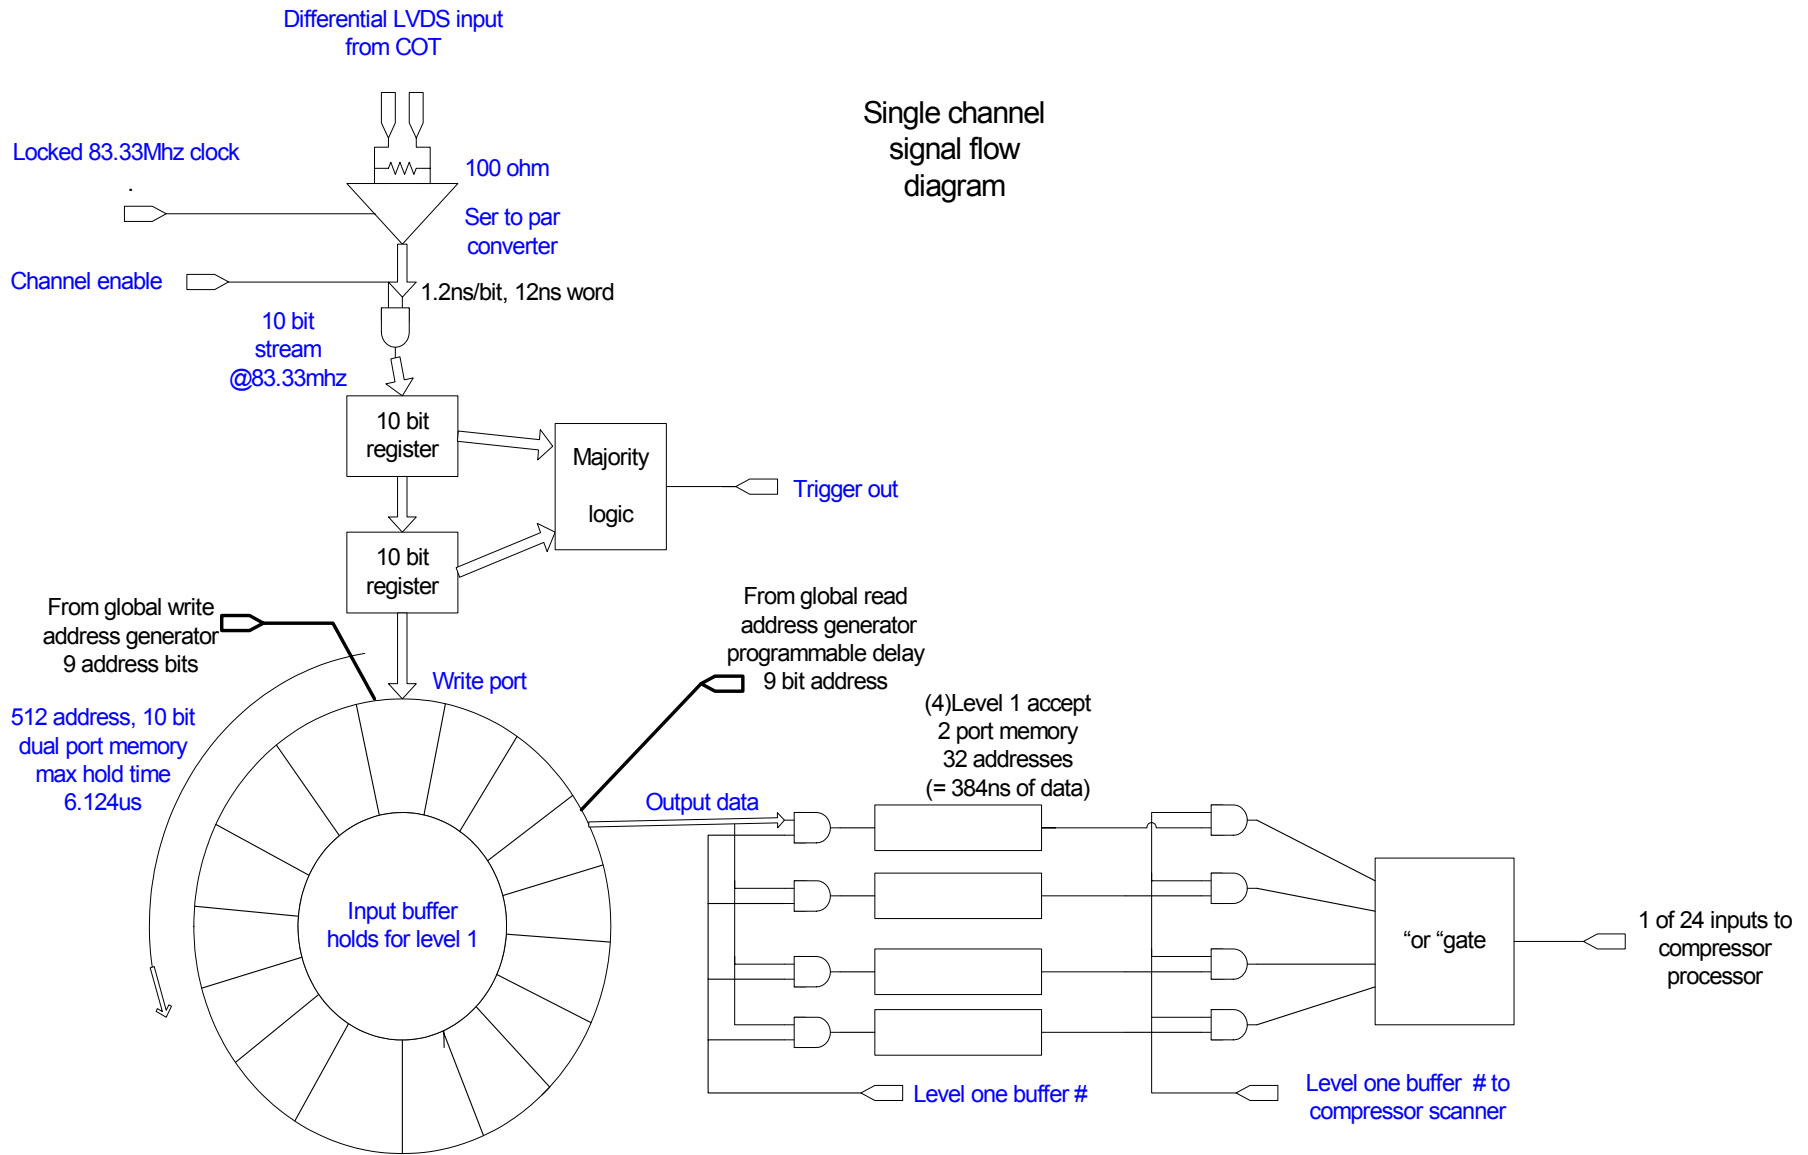 Differential LVDS input
from COT
Single channel
signal flow
diagram
Locked 83.33Mhz clock
.
100 ohm
Ser to par
converter
Channel enable
1.2ns/bit, 12ns word
10 bit
stream
@83.33mhz
10 bit
register
Majority
logic
Trigger out
10 bit
register
From global write
address generator
9 address bits
From global read
address generator
programmable delay
9 bit address
Write port
512 address, 10 bit
dual port memory
max hold time
6.124us
(4)Level 1 accept
2 port memory
32 addresses
(= 384ns of data)
Output data
Input buffer
holds for level 1
“or “gate
1 of 24 inputs to
compressor
processor
Level one buffer #
Level one buffer # to
compressor scanner